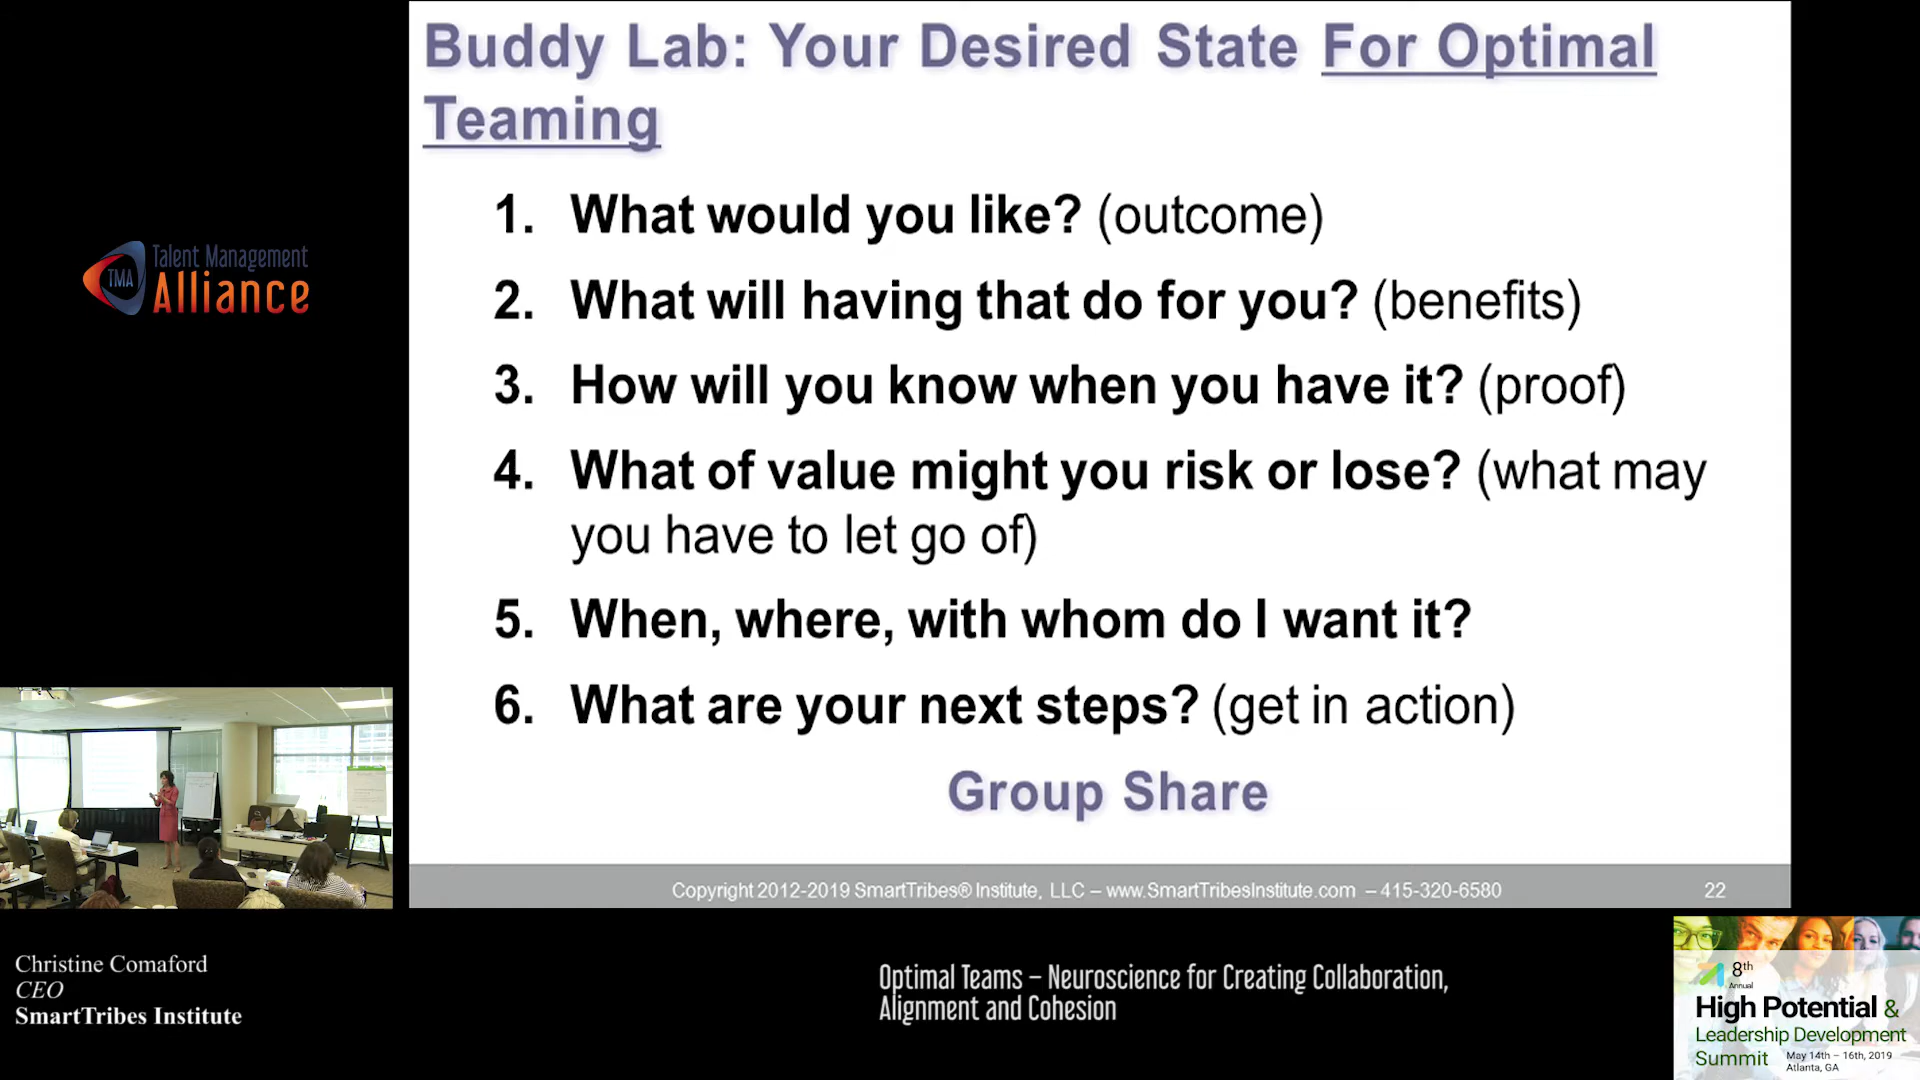 Buddy Lab: Your Desired State For Optimal
Teaming
1. What would you like? (outcome)
2. What will having that do for you? (benefits)
3. How will you know when you have it? (proof)
4. What of value might you risk or lose? (what may
you have to let go of)
5. When, where, with whom do I want it?
6. What are your next steps? (get in action)
Group Share
Copyright 2012-2019 SmartTribes® Institute, LLC – www.SmartTribesInstitute.com – 415-320-6580
22
TMA
Talent Management
Alliance
Christine Comaford
CEO
SmartTribes Institute
Optimal Teams – Neuroscience for Creating Collaboration,
Alignment and Cohesion
8th
Annual
High Potential &
Leadership Development
Summit
May 14th – 16th, 2019
Atlanta, GA